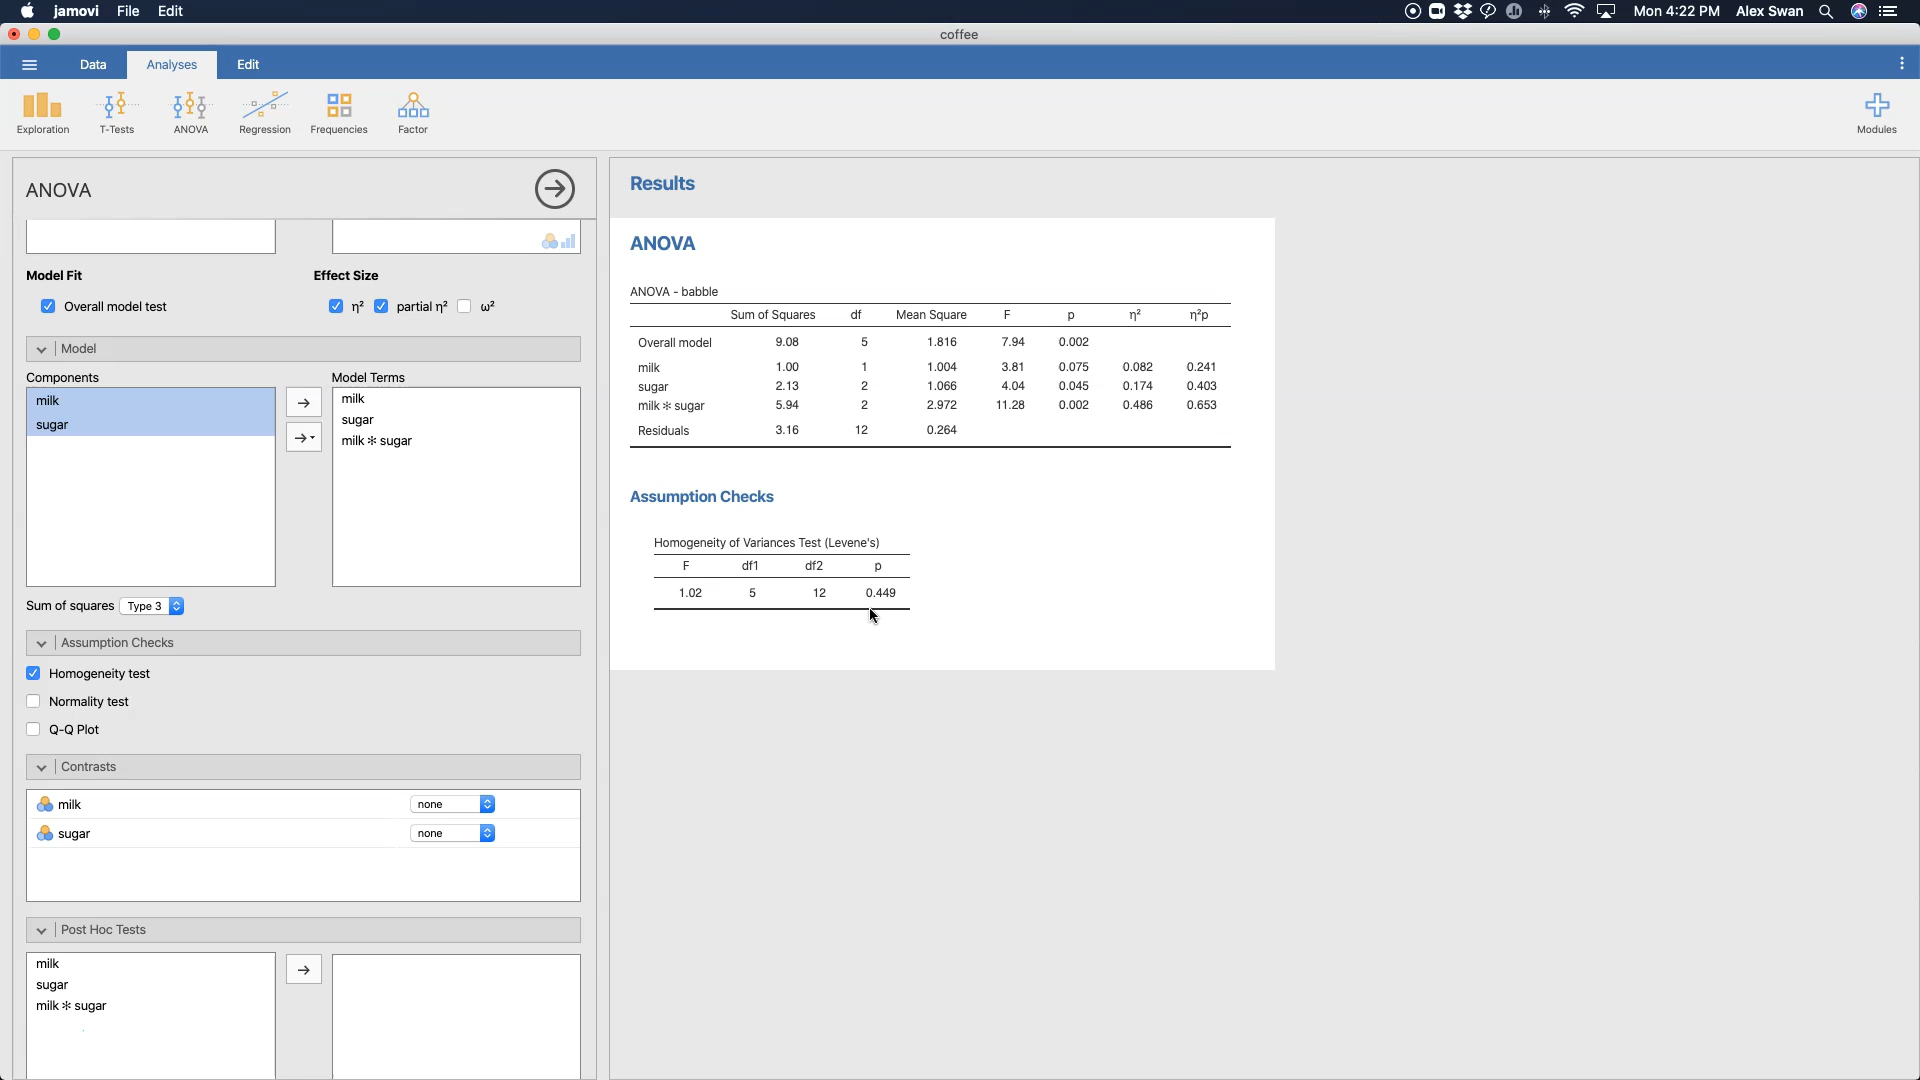 jamovi File Edit Mon 4:22 PM Alex Swan
coffee
Data Analyses Edit
Exploration T-Tests ANOVA Regression Frequencies Factor Modules
ANOVA
Model Fit Effect Size
Overall model test η² partial η² ω²
Model
Components Model Terms
milk
sugar
milk
sugar
milk ✻ sugar
Sum of squares Type 3
Assumption Checks
Homogeneity test
Normality test
Q-Q Plot
Contrasts
milk none
sugar none
Post Hoc Tests
milk
sugar
milk ✻ sugar
Results
ANOVA
ANOVA - babble
Sum of Squares df Mean Square F p η² η²p
Overall model 9.08 5 1.816 7.94 0.002
milk 1.00 1 1.004 3.81 0.075 0.082 0.241
sugar 2.13 2 1.066 4.04 0.045 0.174 0.403
milk ✻ sugar 5.94 2 2.972 11.28 0.002 0.486 0.653
Residuals 3.16 12 0.264
Assumption Checks
Homogeneity of Variances Test (Levene's)
F df1 df2 p
1.02 5 12 0.449